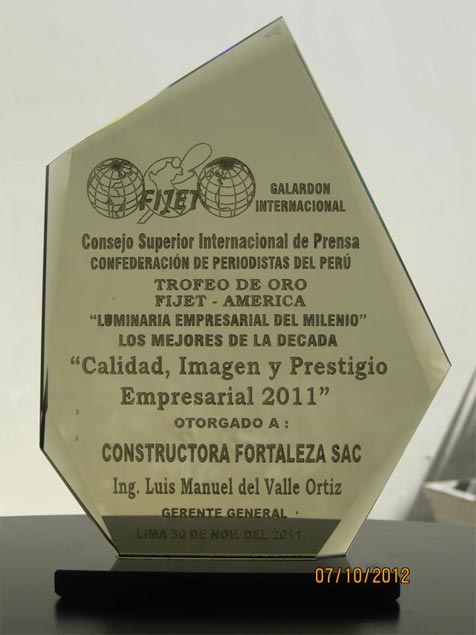 FIJET
GALARDON
INTERNACIONAL
Consejo Superior Internacional de Prensa
CONFEDERACIÓN DE PERIODISTAS DEL PERÚ
TROFEO DE ORO
FIJET - AMERICA
"LUMINARIA EMPRESARIAL DEL MILENIO"
LOS MEJORES DE LA DECADA
"Calidad, Imagen y Prestigio
Empresarial 2011"
OTORGADO A :
CONSTRUCTORA FORTALEZA SAC
Ing. Luis Manuel del Valle Ortiz
GERENTE GENERAL
LIMA 30 DE NOV. DEL 2011
07/10/2012